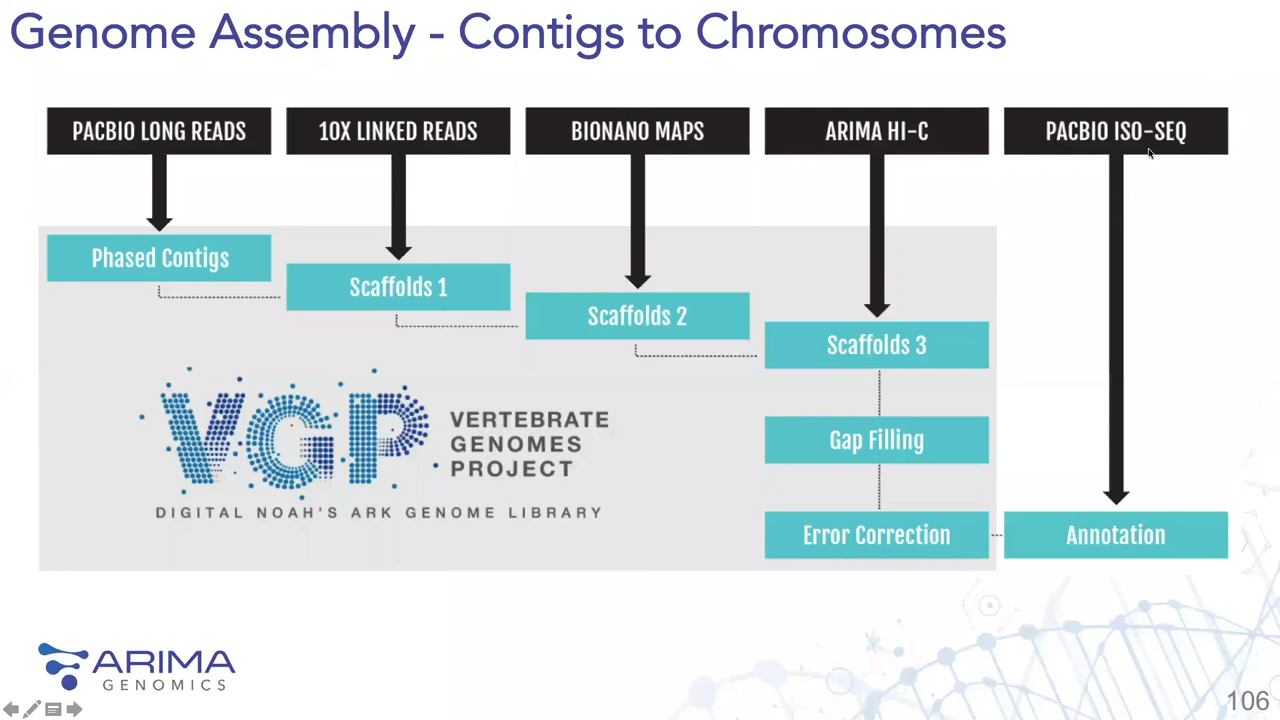 Genome Assembly - Contigs to Chromosomes
PACBIO LONG READS
10X LINKED READS
BIONANO MAPS
ARIMA HI-C
PACBIO ISO-SEQ
Phased Contigs
Scaffolds 1
Scaffolds 2
Scaffolds 3
Gap Filling
Error Correction
Annotation
VGP
VERTEBRATE
GENOMES
PROJECT
DIGITAL NOAH'S ARK GENOME LIBRARY
ARIMA
GENOMICS
106